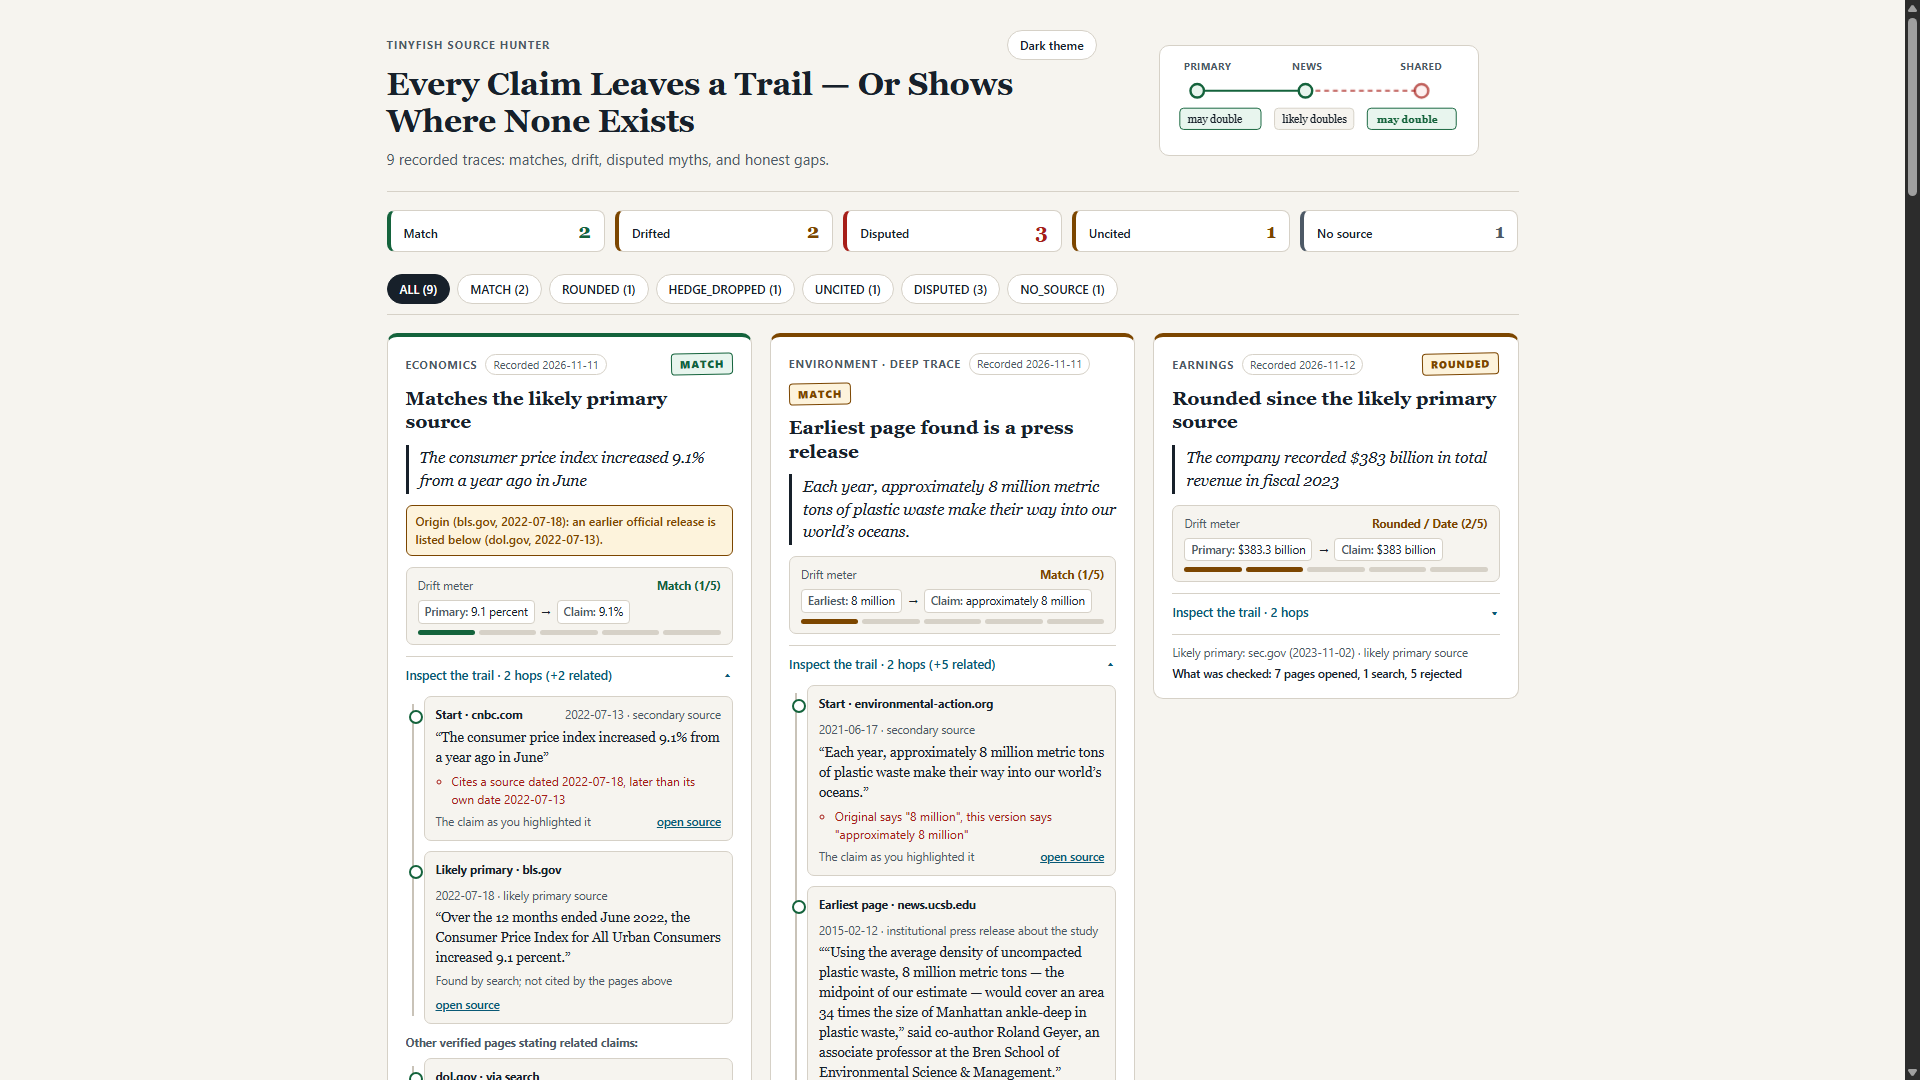 TINYFISH SOURCE HUNTER
Dark theme
Every Claim Leaves a Trail — Or Shows
Where None Exists
9 recorded traces: matches, drift, disputed myths, and honest gaps.
PRIMARY NEWS SHARED
may double likely doubles may double
Match 2
Drifted 2
Disputed 3
Uncited 1
No source 1
ALL (9) MATCH (2) ROUNDED (1) HEDGE_DROPPED (1) UNCITED (1) DISPUTED (3) NO_SOURCE (1)
ECONOMICS Recorded 2026-11-11 MATCH
Matches the likely primary
source
The consumer price index increased 9.1%
from a year ago in June
Origin (bls.gov, 2022-07-18): an earlier official release is
listed below (dol.gov, 2022-07-13).
Drift meter Match (1/5)
Primary: 9.1 percent → Claim: 9.1%
Inspect the trail · 2 hops (+2 related)
Start · cnbc.com 2022-07-13 · secondary source
“The consumer price index increased 9.1% from
a year ago in June”
Cites a source dated 2022-07-18, later than its
own date 2022-07-13
The claim as you highlighted it open source
Likely primary · bls.gov
2022-07-18 · likely primary source
“Over the 12 months ended June 2022, the
Consumer Price Index for All Urban Consumers
increased 9.1 percent.”
Found by search; not cited by the pages above
open source
Other verified pages stating related claims:
dol.gov · via search
ENVIRONMENT · DEEP TRACE Recorded 2026-11-11
MATCH
Earliest page found is a press
release
Each year, approximately 8 million metric
tons of plastic waste make their way into our
world’s oceans.
Drift meter Match (1/5)
Earliest: 8 million → Claim: approximately 8 million
Inspect the trail · 2 hops (+5 related)
Start · environmental-action.org
2021-06-17 · secondary source
“Each year, approximately 8 million metric tons
of plastic waste make their way into our world’s
oceans.”
Original says "8 million", this version says
"approximately 8 million"
The claim as you highlighted it open source
Earliest page · news.ucsb.edu
2015-02-12 · institutional press release about the study
““Using the average density of uncompacted
plastic waste, 8 million metric tons — the
midpoint of our estimate — would cover an area
34 times the size of Manhattan ankle-deep in
plastic waste,” said co-author Roland Geyer, an
associate professor at the Bren School of
Environmental Science & Management.”
EARNINGS Recorded 2026-11-12 ROUNDED
Rounded since the likely primary
source
The company recorded $383 billion in total
revenue in fiscal 2023
Drift meter Rounded / Date (2/5)
Primary: $383.3 billion → Claim: $383 billion
Inspect the trail · 2 hops
Likely primary: sec.gov (2023-11-02) · likely primary source
What was checked: 7 pages opened, 1 search, 5 rejected